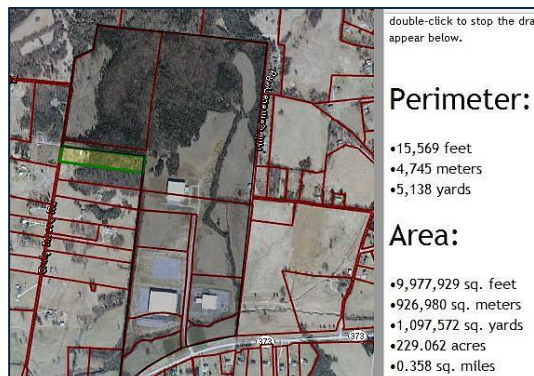 double-click to stop the dra
appear below.
Perimeter:
•15,569 feet
•4,745 meters
•5,138 yards
Area:
•9,977,929 sq. feet
•926,980 sq. meters
•1,097,572 sq. yards
•229.062 acres
•0.358 sq. miles
Cemetery Rd
373
373